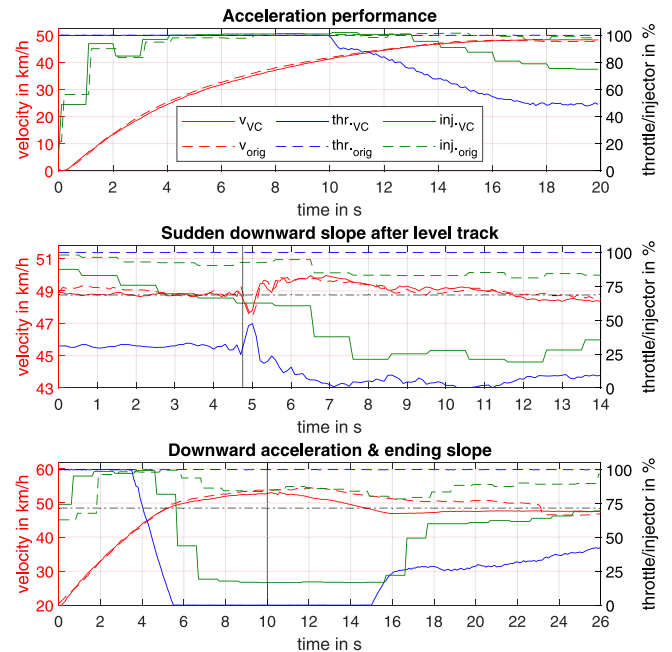 Acceleration performance
velocity in km/h
50
40
30
20
10
0
throttle/injector in %
100
80
60
40
20
0
v_VC thr._VC inj._VC
v_orig thr._orig inj._orig
0 2 4 6 8 10 12 14 16 18 20
time in s
Sudden downward slope after level track
velocity in km/h
51
49
47
45
43
throttle/injector in %
100
75
50
25
0
0 1 2 3 4 5 6 7 8 9 10 11 12 13 14
time in s
Downward acceleration & ending slope
velocity in km/h
60
50
40
30
20
throttle/injector in %
100
75
50
25
0
0 2 4 6 8 10 12 14 16 18 20 22 24 26
time in s